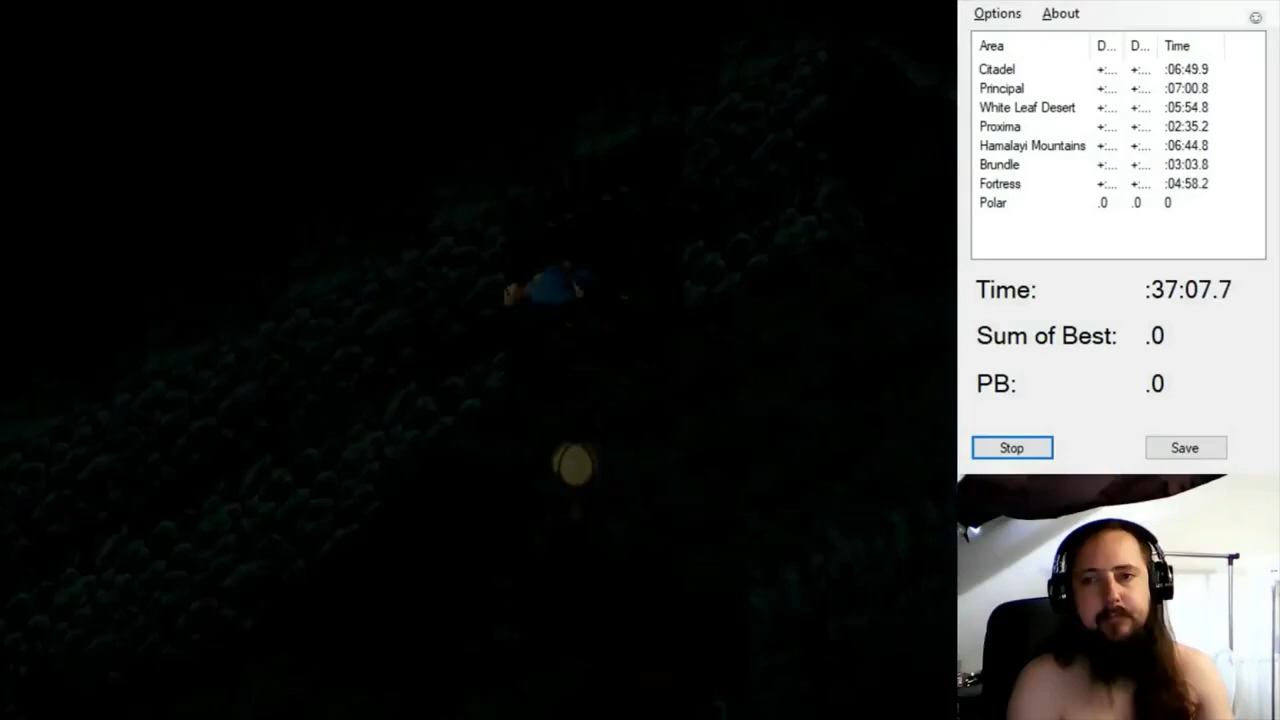 Options About
Area D... D... Time
Citadel +:... +:... :06:49.9
Principal +:... +:... :07:00.8
White Leaf Desert +:... +:... :05:54.8
Proxima +:... +:... :02:35.2
Hamalayi Mountains +:... +:... :06:44.8
Brundle +:... +:... :03:03.8
Fortress +:... +:... :04:58.2
Polar .0 .0 0
Time: :37:07.7
Sum of Best: .0
PB: .0
Stop Save